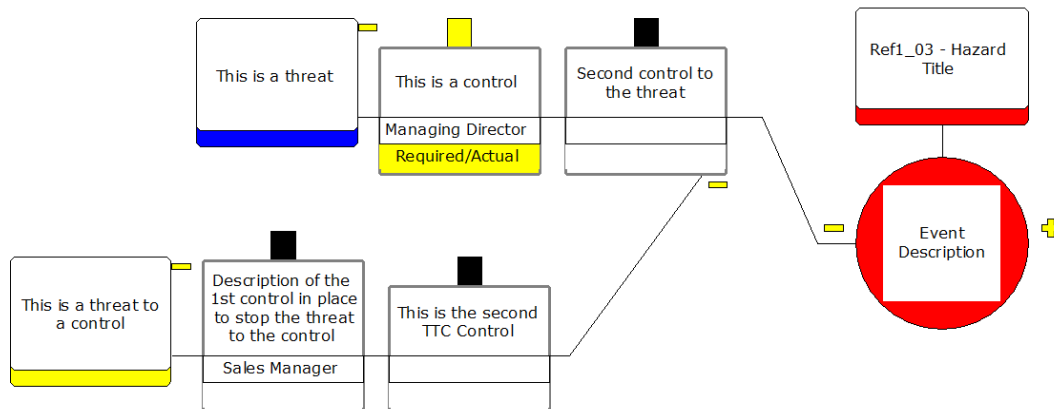 This is a threat
This is a control
Managing Director
Required/Actual
Second control to
the threat
Ref1_03 - Hazard
Title
Event
Description
This is a threat to
a control
Description of the
1st control in place
to stop the threat
to the control
Sales Manager
This is the second
TTC Control